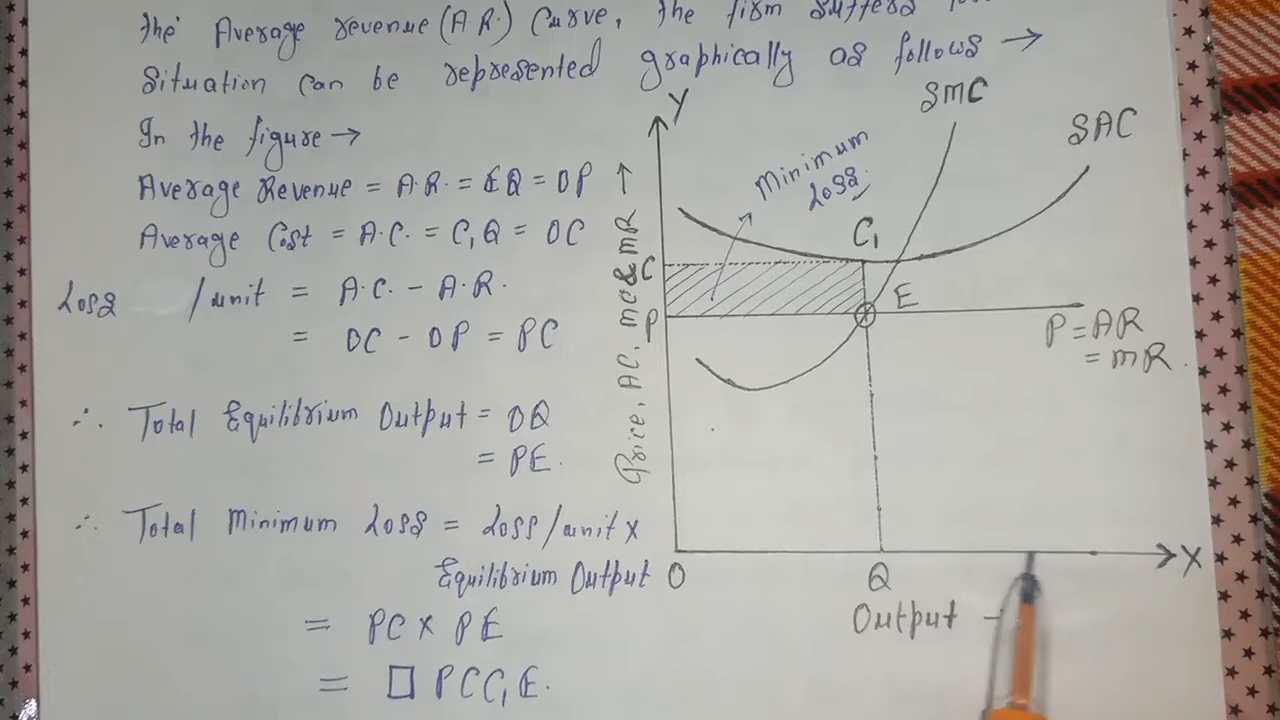 the Average revenue (A.R.) Curve, the firm suffers
Situation can be represented graphically as follows →
In the figure →
Average Revenue = A.R. = EQ = OP
Average Cost = A.C. = C₁Q = OC
Loss /unit = A.C. - A.R.
= OC - OP = PC
∴ Total Equilibrium Output = OQ
= PE.
∴ Total Minimum Loss = Loss/unit x
Equilibrium Output
= PC x PE
= □ PCC₁E.
Y
SMC
SAC
Minimum
Loss
C₁
C
E
P
P = AR
= MR.
Price, AC, MC & MR →
O
Q
X
Output -